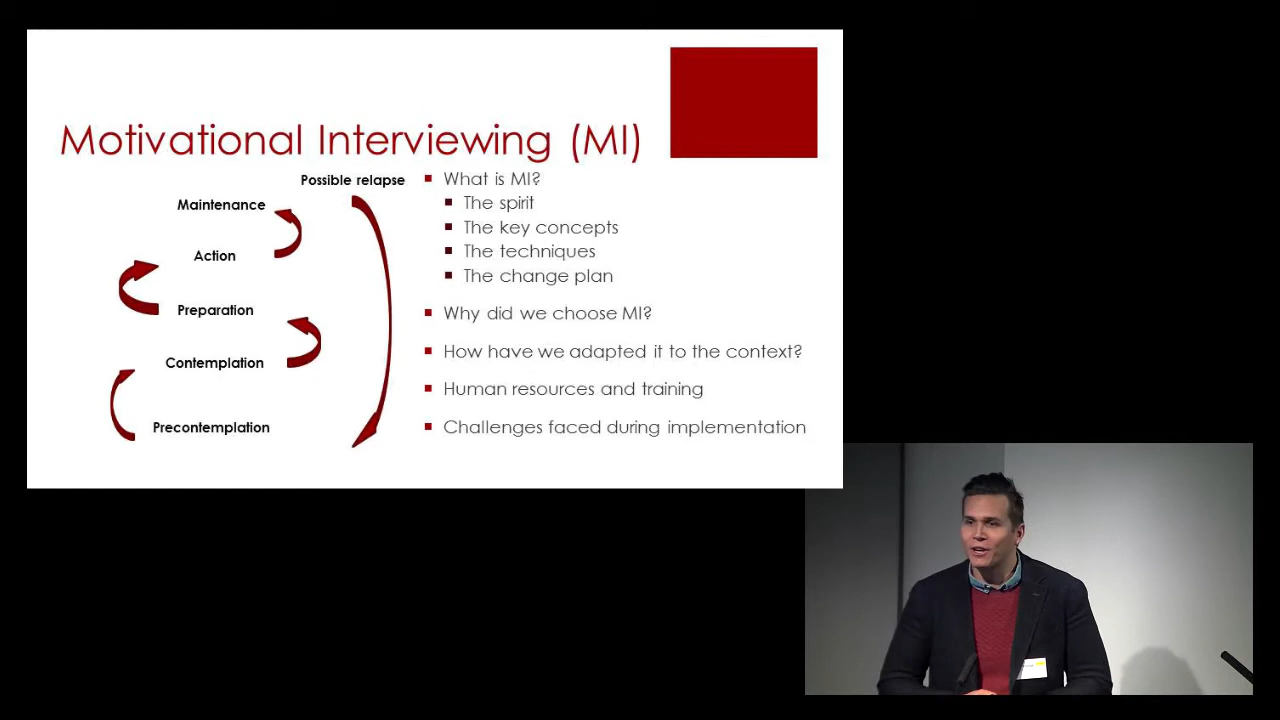 Motivational Interviewing (MI)
Possible relapse
Maintenance
Action
Preparation
Contemplation
Precontemplation
What is MI?
The spirit
The key concepts
The techniques
The change plan
Why did we choose MI?
How have we adapted it to the context?
Human resources and training
Challenges faced during implementation